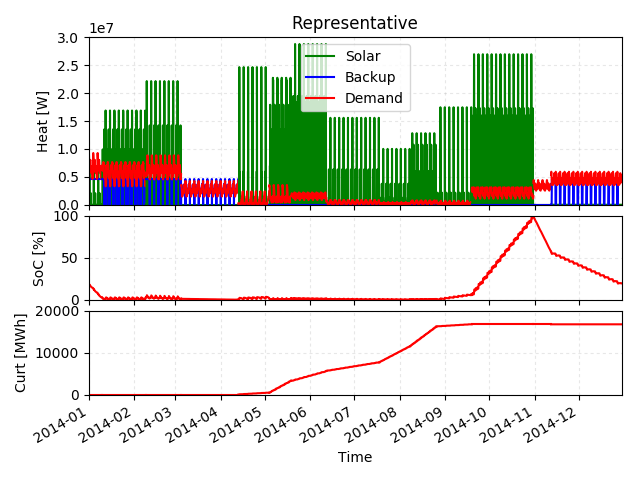 Representative
1e7
3.0
2.5
2.0
1.5
1.0
0.5
0.0
Heat [W]
Solar
Backup
Demand
100
50
0
SoC [%]
20000
10000
0
Curt [MWh]
2014-01
2014-02
2014-03
2014-04
2014-05
2014-06
2014-07
2014-08
2014-09
2014-10
2014-11
2014-12
Time